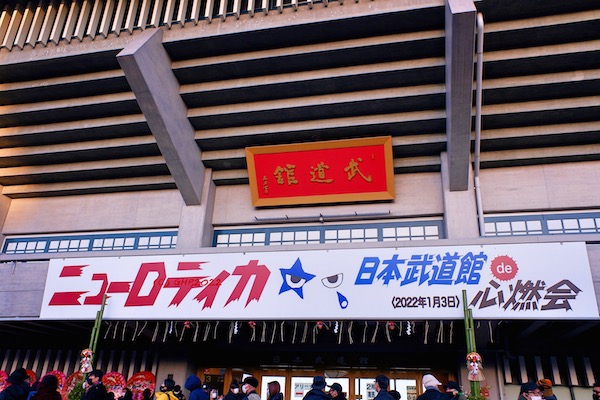 武道館
ニューロティカ
日本武道館 de
〈2022年1月3日〉
心燃会